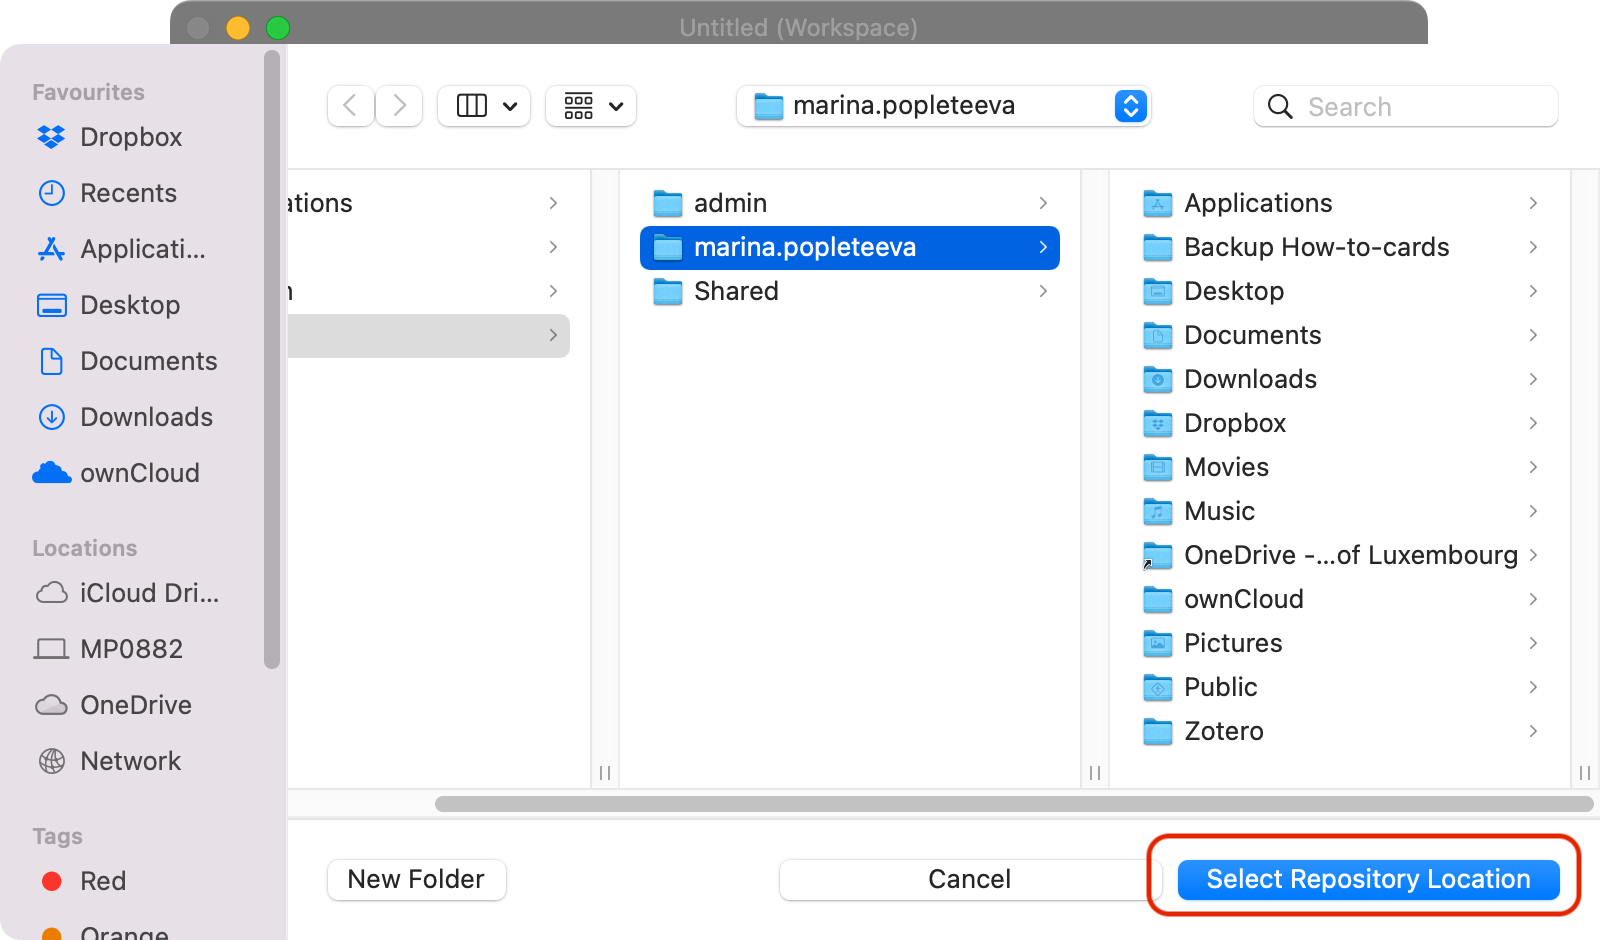 Untitled (Workspace)
Favourites
Dropbox
Recents
Applicati...
Desktop
Documents
Downloads
ownCloud
Locations
iCloud Dri...
MP0882
OneDrive
Network
Tags
Red
Orange
marina.popleteeva
Search
ations
admin
marina.popleteeva
Shared
Applications
Backup How-to-cards
Desktop
Documents
Downloads
Dropbox
Movies
Music
OneDrive -...of Luxembourg
ownCloud
Pictures
Public
Zotero
New Folder
Cancel
Select Repository Location